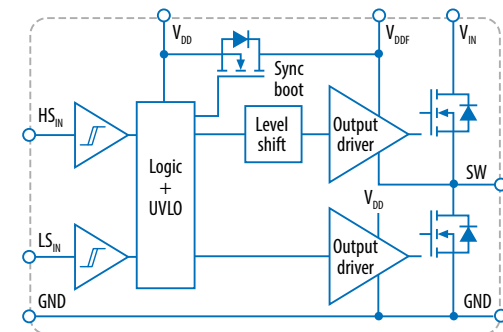 V_DD
V_DDF
V_IN
Sync
boot
HS_IN
Level
shift
Output
driver
Logic
+
UVLO
SW
V_DD
LS_IN
Output
driver
GND
GND